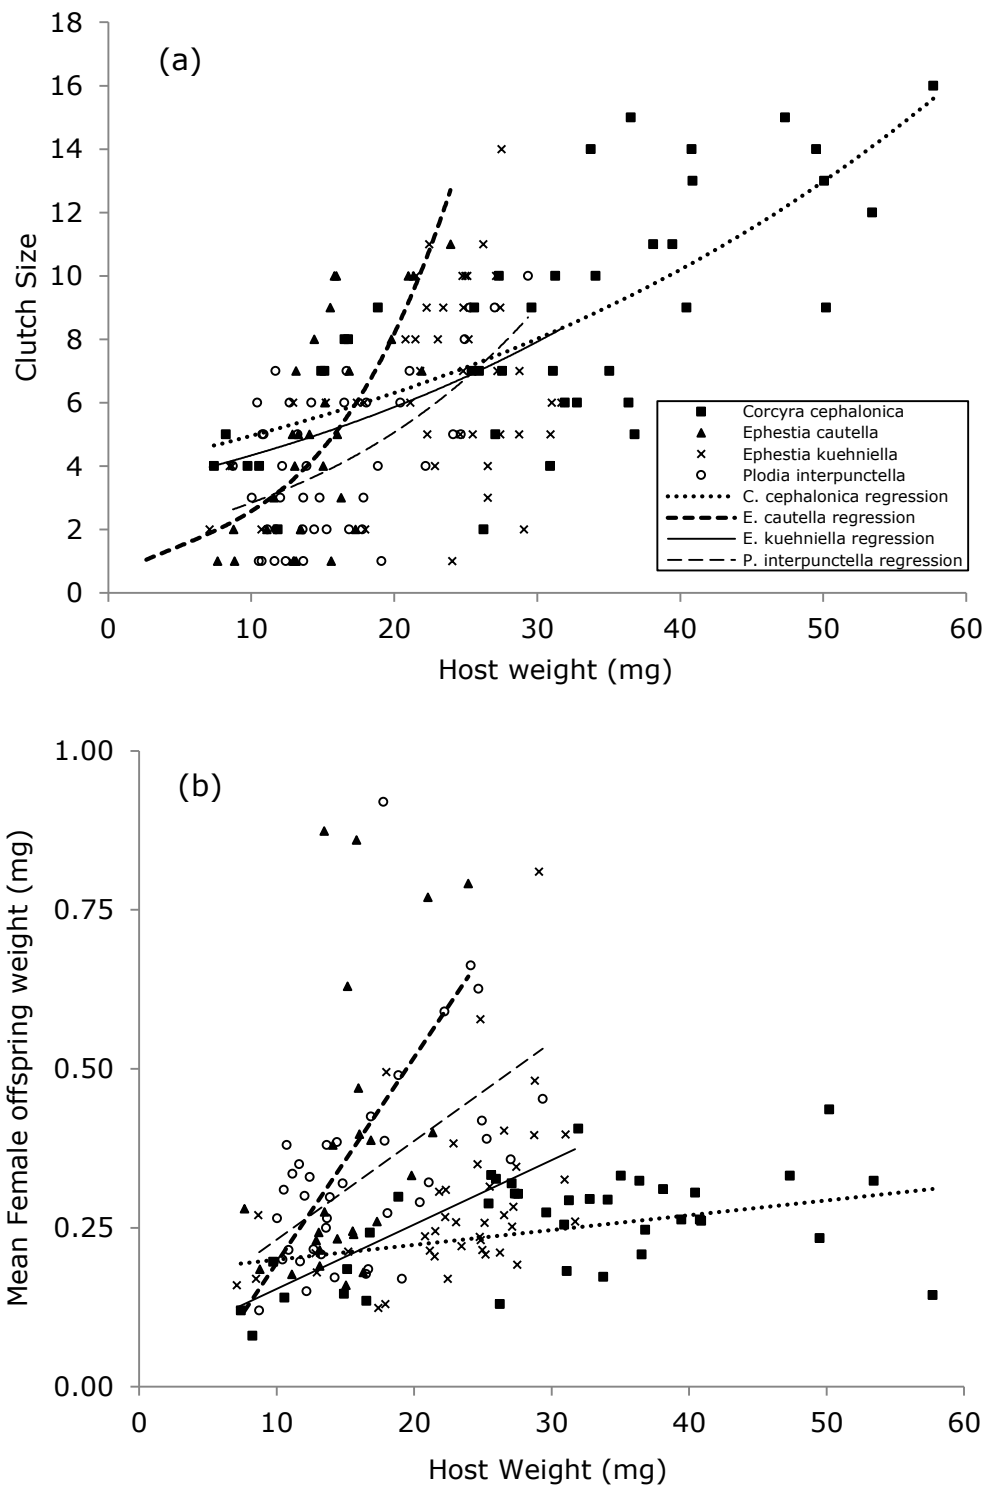 18
(a)
16
14
12
Clutch Size
10
8
6
4
2
0
Corcyra cephalonica
Ephestia cautella
Ephestia kuehniella
Plodia interpunctella
C. cephalonica regression
E. cautella regression
E. kuehniella regression
P. interpunctella regression
0 10 20 30 40 50 60
Host weight (mg)
1.00
(b)
0.75
Mean Female offspring weight (mg)
0.50
0.25
0.00
0 10 20 30 40 50 60
Host Weight (mg)